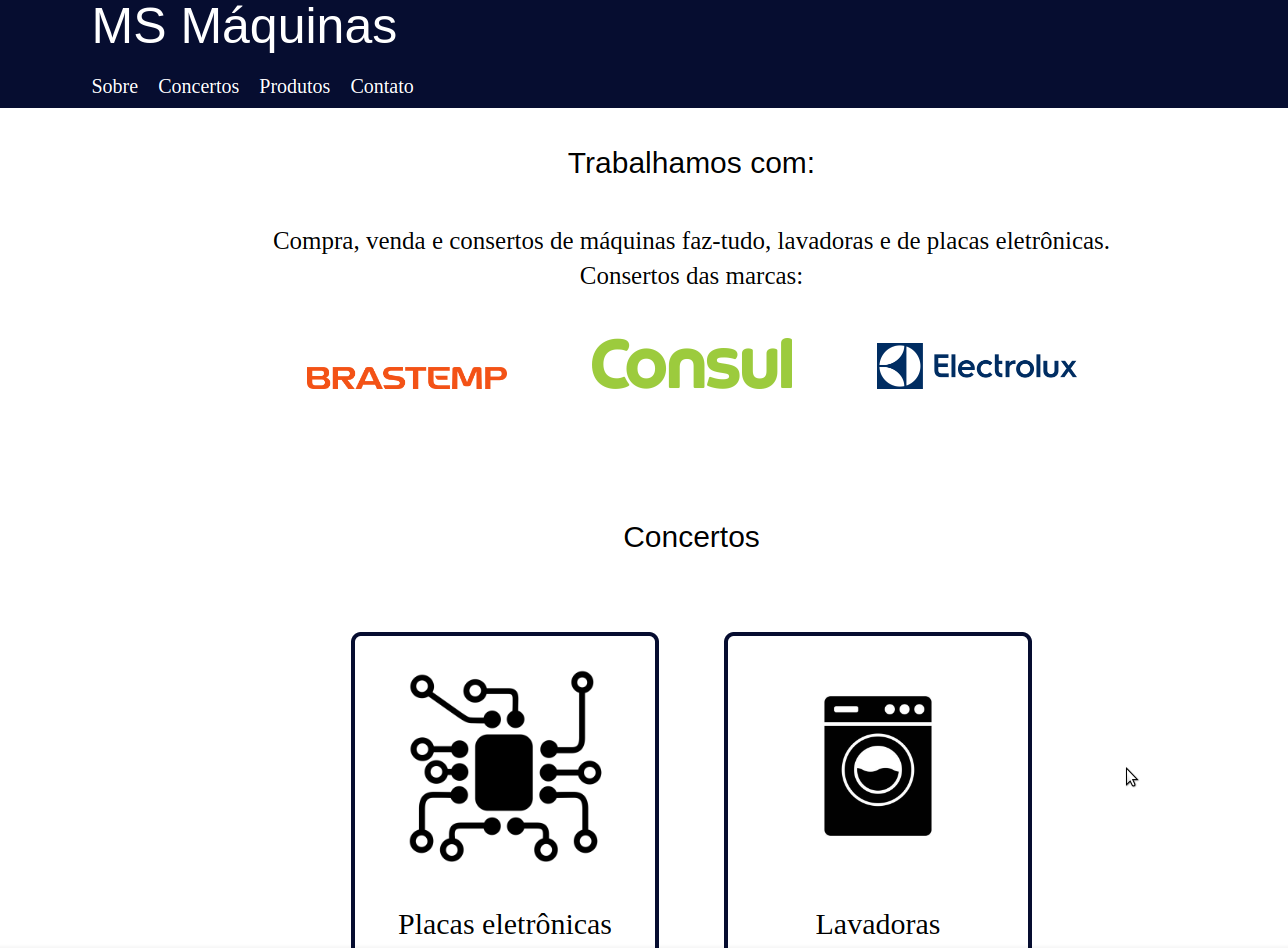 MS Máquinas
Sobre Concertos Produtos Contato
Trabalhamos com:
Compra, venda e consertos de máquinas faz-tudo, lavadoras e de placas eletrônicas.
Consertos das marcas:
BRASTEMP Consul Electrolux
Concertos
Placas eletrônicas Lavadoras